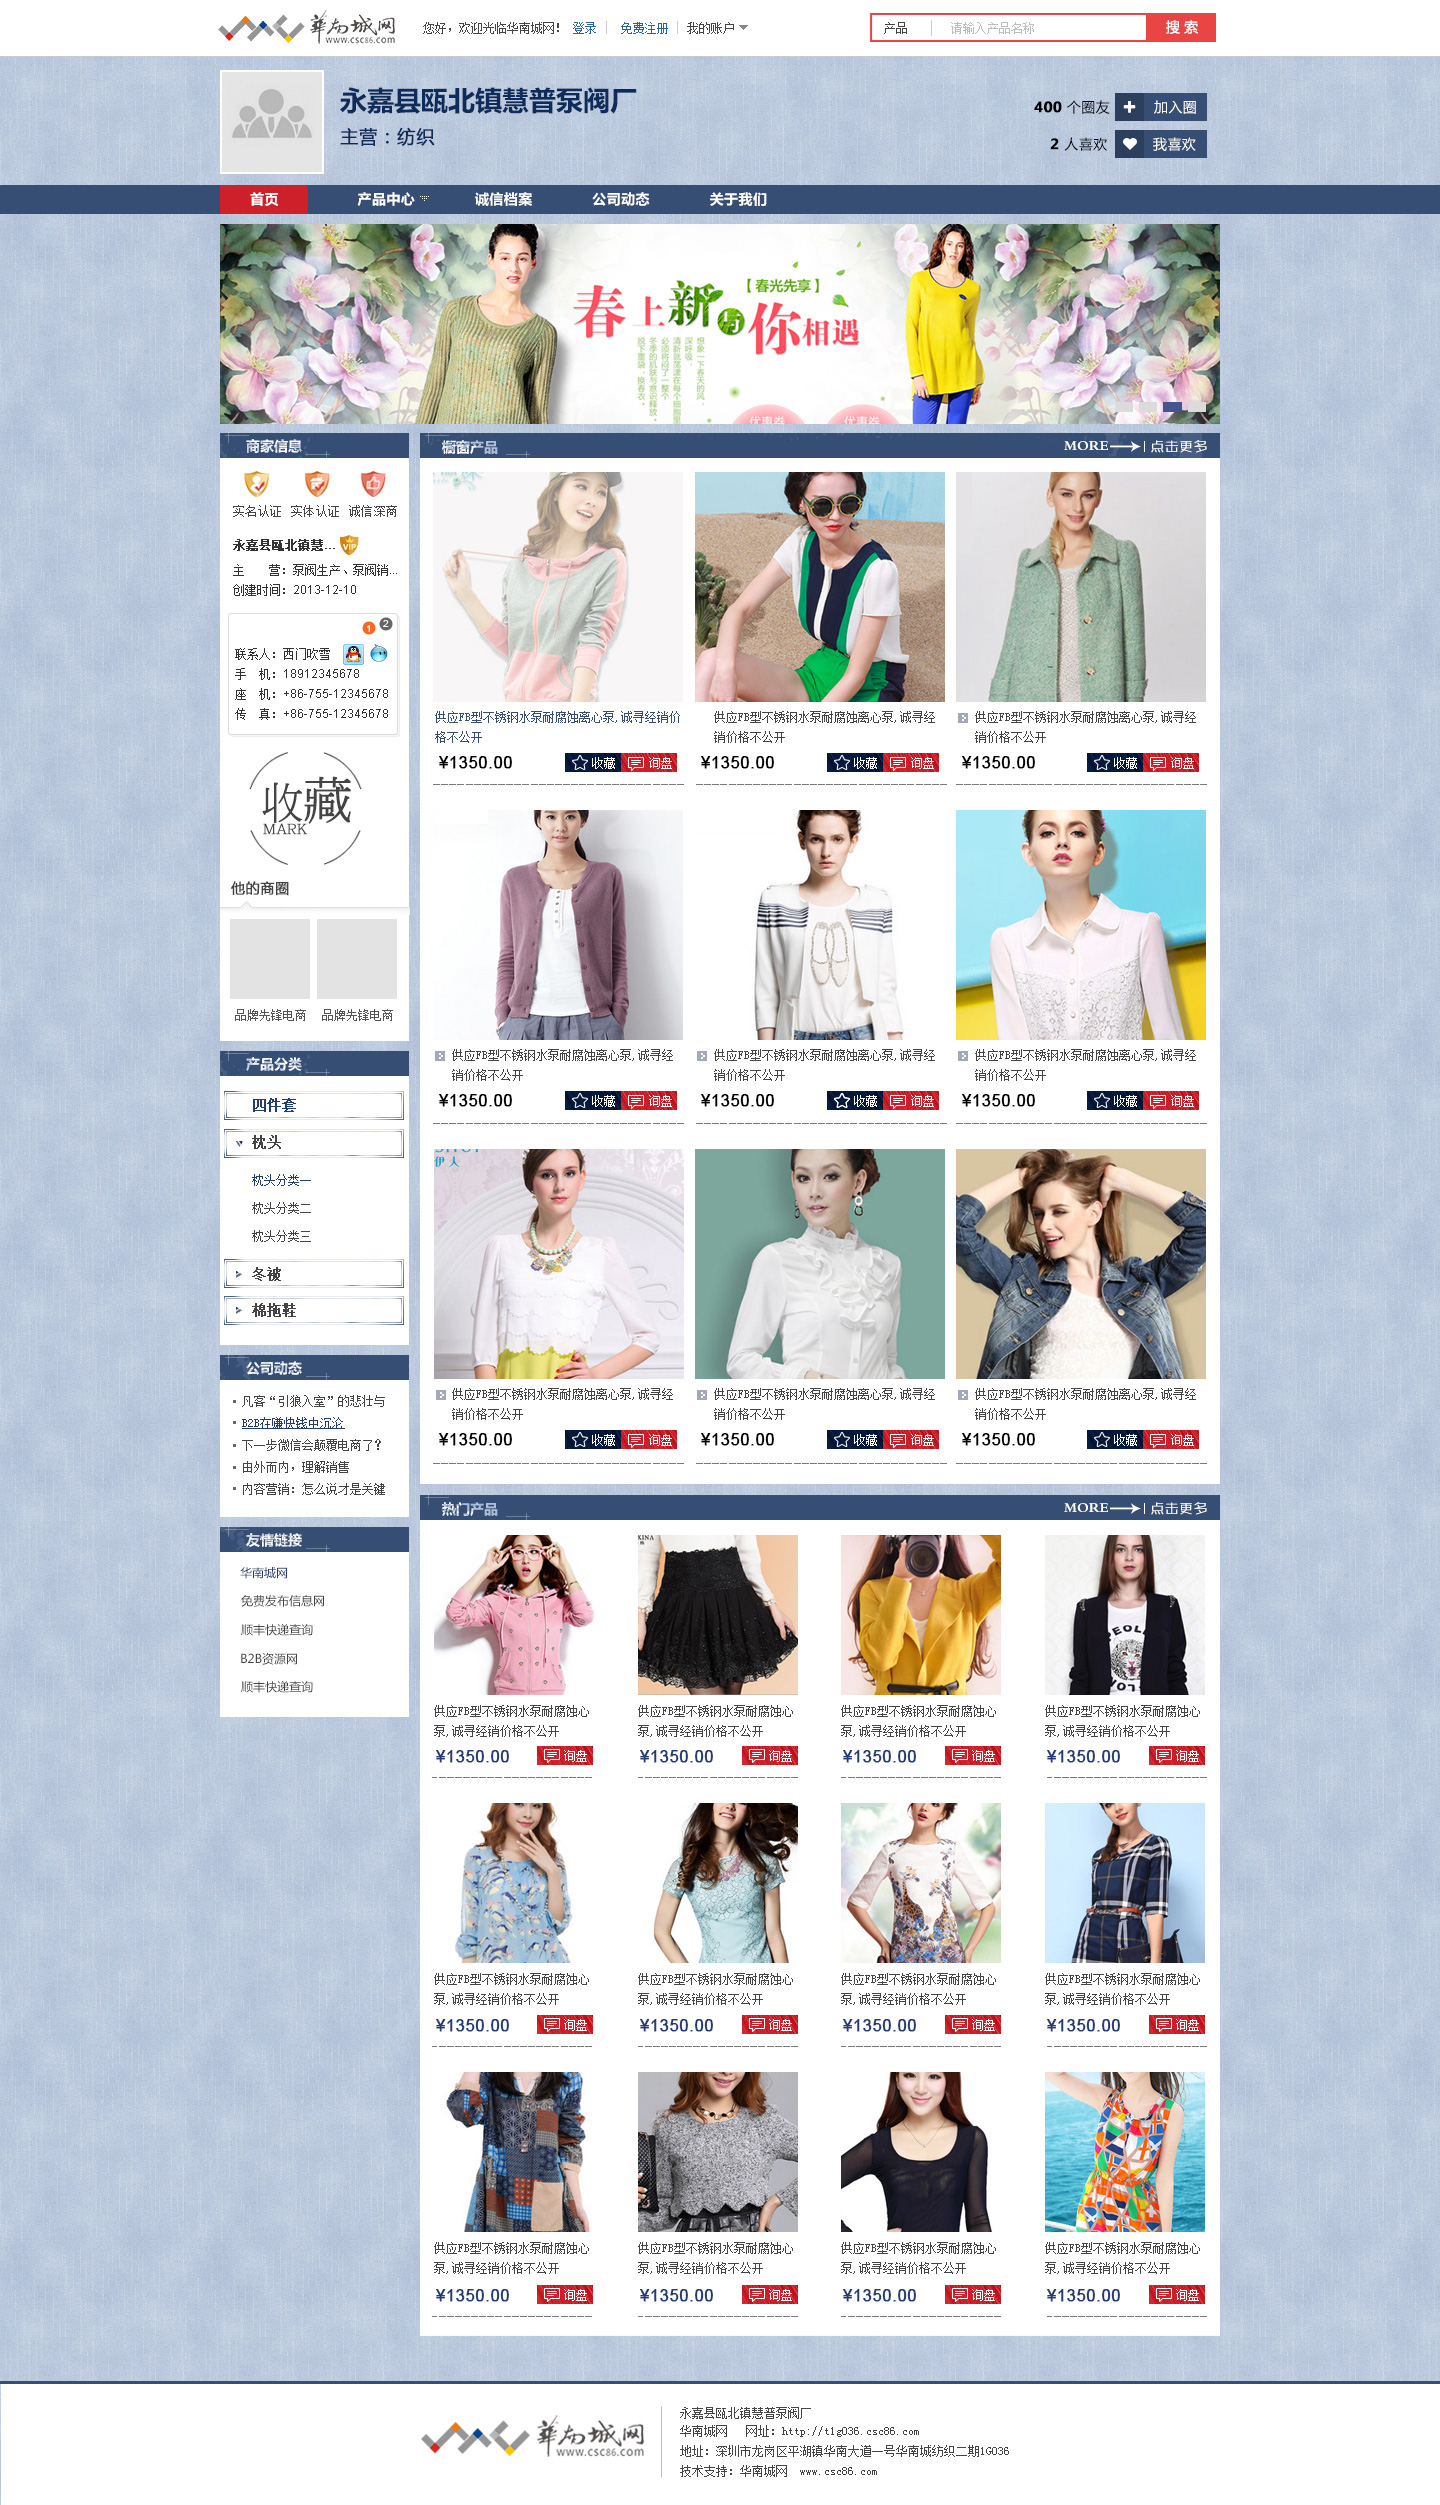 華南城网
www.csc86.com
您好，欢迎光临华南城网! 登录 免费注册 我的账户
产品 请输入产品名称 搜 索
永嘉县瓯北镇慧普泵阀厂
主营：纺织
400 个圈友 加入圈
2 人喜欢 我喜欢
首页 产品中心 诚信档案 公司动态 关于我们
【春光先享】
春上新 与你相遇
想象一下春天的风，
深呼吸，
优惠券 优惠券
商家信息
实名认证 实体认证 诚信深商
永嘉县瓯北镇慧... VIP
主 营：泵阀生产、泵阀销...
创建时间：2013-12-10
1 2
联系人：西门吹雪
手 机：18912345678
座 机：+86-755-12345678
传 真：+86-755-12345678
收藏
MARK
他的商圈
品牌先锋电商 品牌先锋电商
产品分类
四件套
枕头
枕头分类一
枕头分类二
枕头分类三
冬被
棉拖鞋
公司动态
凡客“引狼入室”的悲壮与
B2B在赚快钱中沉沦
下一步微信会颠覆电商了？
由外而内，理解销售
内容营销：怎么说才是关键
友情链接
华南城网
免费发布信息网
顺丰快递查询
B2B资源网
顺丰快递查询
橱窗产品 MORE 点击更多
供应FB型不锈钢水泵耐腐蚀离心泵,诚寻经销价
格不公开
¥1350.00 收藏 询盘
供应FB型不锈钢水泵耐腐蚀离心泵,诚寻经
销价格不公开
¥1350.00 收藏 询盘
供应FB型不锈钢水泵耐腐蚀离心泵,诚寻经
销价格不公开
¥1350.00 收藏 询盘
供应FB型不锈钢水泵耐腐蚀离心泵,诚寻经
销价格不公开
¥1350.00 收藏 询盘
供应FB型不锈钢水泵耐腐蚀离心泵,诚寻经
销价格不公开
¥1350.00 收藏 询盘
供应FB型不锈钢水泵耐腐蚀离心泵,诚寻经
销价格不公开
¥1350.00 收藏 询盘
供应FB型不锈钢水泵耐腐蚀离心泵,诚寻经
销价格不公开
¥1350.00 收藏 询盘
供应FB型不锈钢水泵耐腐蚀离心泵,诚寻经
销价格不公开
¥1350.00 收藏 询盘
供应FB型不锈钢水泵耐腐蚀离心泵,诚寻经
销价格不公开
¥1350.00 收藏 询盘
热门产品 MORE 点击更多
供应FB型不锈钢水泵耐腐蚀心
泵,诚寻经销价格不公开
¥1350.00 询盘
供应FB型不锈钢水泵耐腐蚀心
泵,诚寻经销价格不公开
¥1350.00 询盘
供应FB型不锈钢水泵耐腐蚀心
泵,诚寻经销价格不公开
¥1350.00 询盘
供应FB型不锈钢水泵耐腐蚀心
泵,诚寻经销价格不公开
¥1350.00 询盘
供应FB型不锈钢水泵耐腐蚀心
泵,诚寻经销价格不公开
¥1350.00 询盘
供应FB型不锈钢水泵耐腐蚀心
泵,诚寻经销价格不公开
¥1350.00 询盘
供应FB型不锈钢水泵耐腐蚀心
泵,诚寻经销价格不公开
¥1350.00 询盘
供应FB型不锈钢水泵耐腐蚀心
泵,诚寻经销价格不公开
¥1350.00 询盘
供应FB型不锈钢水泵耐腐蚀心
泵,诚寻经销价格不公开
¥1350.00 询盘
供应FB型不锈钢水泵耐腐蚀心
泵,诚寻经销价格不公开
¥1350.00 询盘
供应FB型不锈钢水泵耐腐蚀心
泵,诚寻经销价格不公开
¥1350.00 询盘
供应FB型不锈钢水泵耐腐蚀心
泵,诚寻经销价格不公开
¥1350.00 询盘
華南城网
www.csc86.com
永嘉县瓯北镇慧普泵阀厂
华南城网 网址：http://t1g036.csc86.com
地址：深圳市龙岗区平湖镇华南大道一号华南城纺织二期1G036
技术支持：华南城网 www.csc86.com